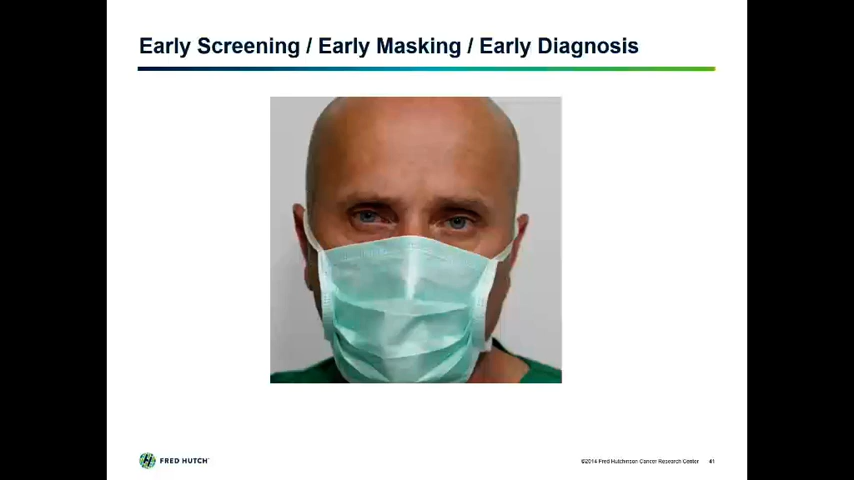 Early Screening / Early Masking / Early Diagnosis
FRED HUTCH
©2014 Fred Hutchinson Cancer Research Center 41